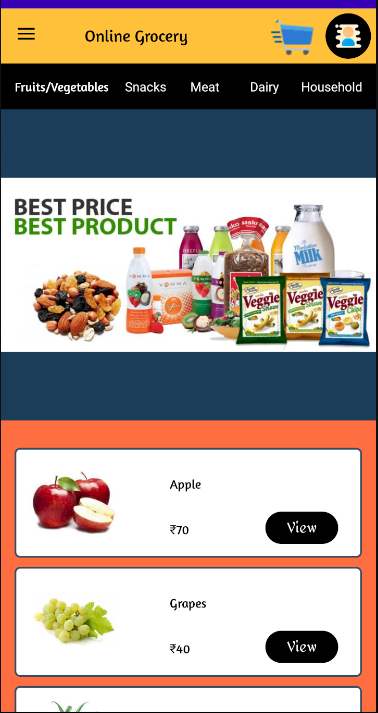 Online Grocery
Fruits/Vegetables Snacks Meat Dairy Household
BEST PRICE
BEST PRODUCT
Milk
Veggie
Veggie
Veggie
Apple
₹70
View
Grapes
₹40
View